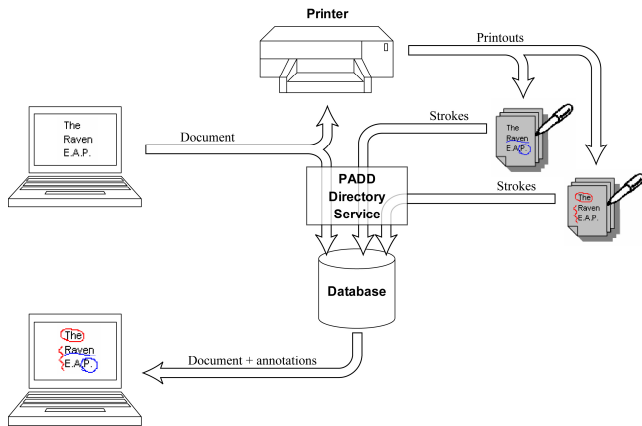 Printer
Printouts
The
Raven
E.A.P.
Document
Strokes
The
Raven
E.A.P.
PADD
Directory
Service
Strokes
The
Raven
E.A.P.
Database
The
Raven
E.A.P.
Document + annotations